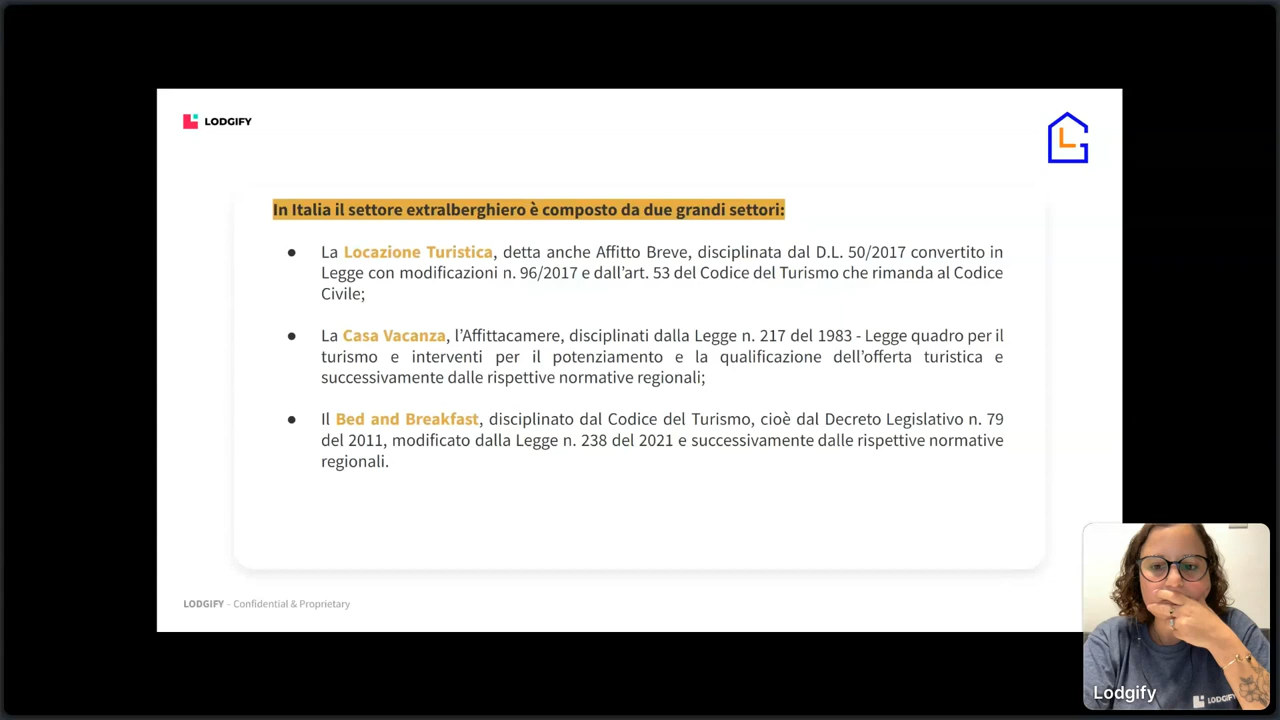 LODGIFY
In Italia il settore extralberghiero è composto da due grandi settori:
● La Locazione Turistica, detta anche Affitto Breve, disciplinata dal D.L. 50/2017 convertito in
Legge con modificazioni n. 96/2017 e dall'art. 53 del Codice del Turismo che rimanda al Codice
Civile;
● La Casa Vacanza, l'Affittacamere, disciplinati dalla Legge n. 217 del 1983 - Legge quadro per il
turismo e interventi per il potenziamento e la qualificazione dell'offerta turistica e
successivamente dalle rispettive normative regionali;
● Il Bed and Breakfast, disciplinato dal Codice del Turismo, cioè dal Decreto Legislativo n. 79
del 2011, modificato dalla Legge n. 238 del 2021 e successivamente dalle rispettive normative
regionali.
LODGIFY - Confidential & Proprietary
LODGIFY
Lodgify